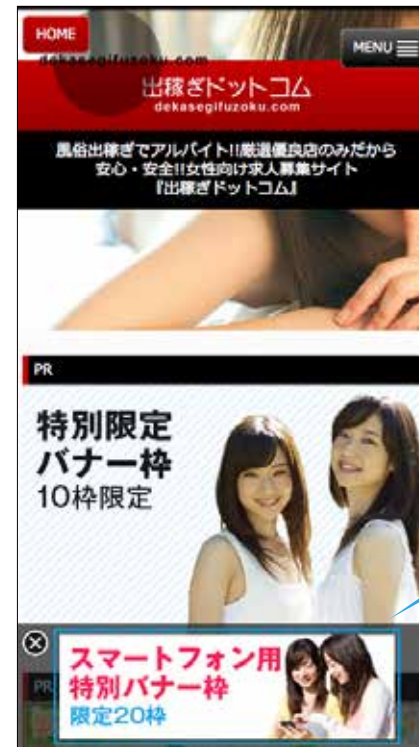 HOME
MENU
dekasegifuzoku.com
出稼ぎドットコム
dekasegifuzoku.com
風俗出稼ぎでアルバイト!!厳選優良店のみだから
安心・安全!!女性向け求人募集サイト
『出稼ぎドットコム』
PR
特別限定
バナー枠
10枠限定
スマートフォン用
特別バナー枠
限定20枠
PR